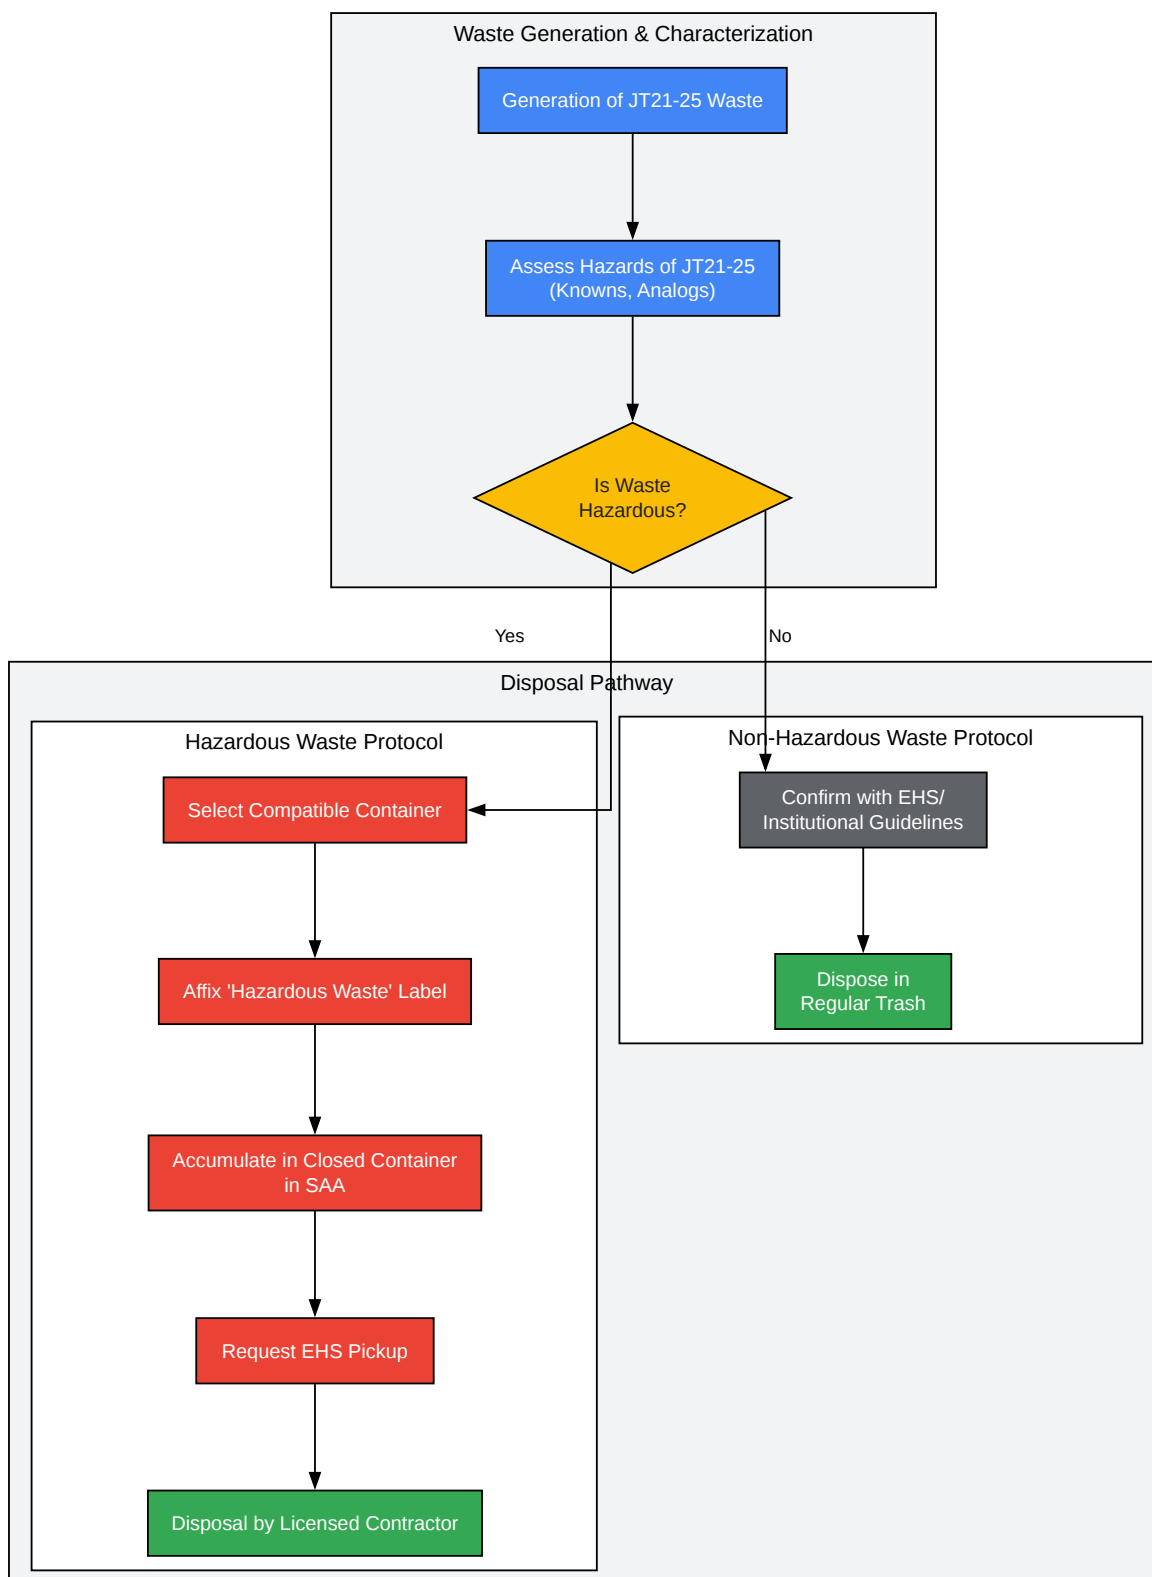 Waste Generation & Characterization
Generation of JT21-25 Waste
Assess Hazards of JT21-25
(Knowns, Analogs)
Is Waste
Hazardous?
Yes
No
Disposal Pathway
Hazardous Waste Protocol
Select Compatible Container
Affix 'Hazardous Waste' Label
Accumulate in Closed Container
in SAA
Request EHS Pickup
Disposal by Licensed Contractor
Non-Hazardous Waste Protocol
Confirm with EHS/
Institutional Guidelines
Dispose in
Regular Trash